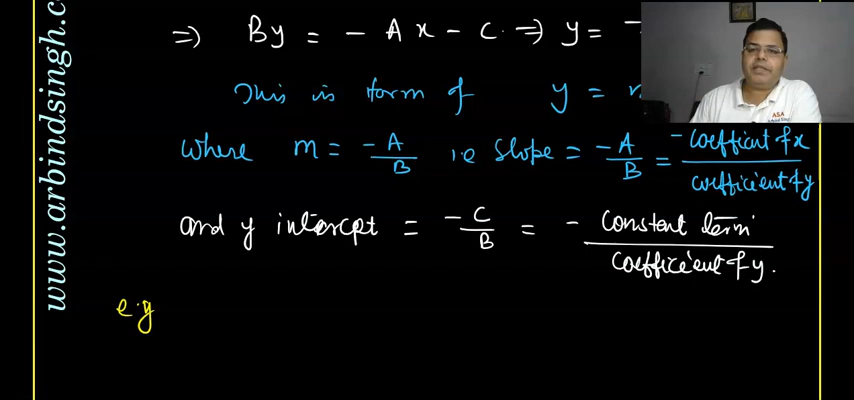 ⇒ By = - Ax - C. ⇒ y = -
This is form of y =
where m = -A/B i.e Slope = -A/B = - coefficient of x / coefficient of y
and y intercept = -C/B = - constent term / coefficient of y.
e.g
www.arbindsingh.c
ASA